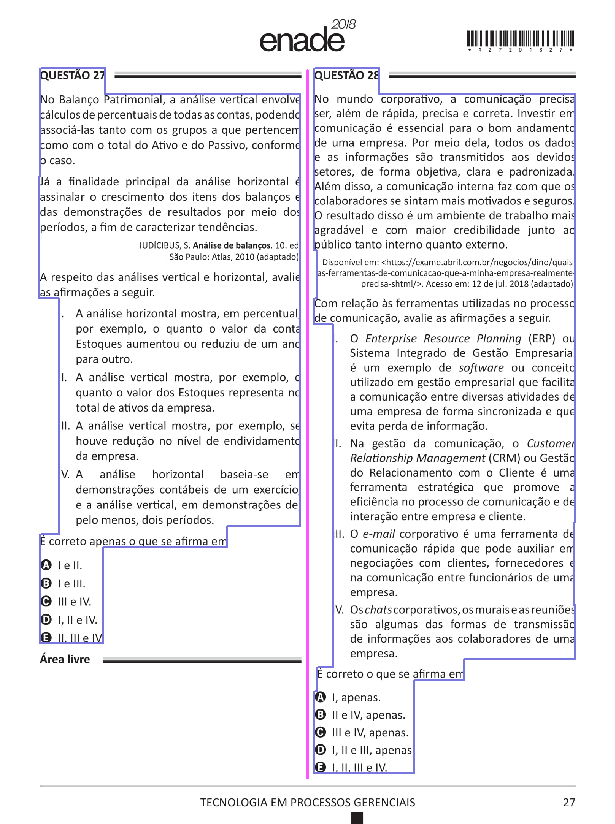 enade 2018
QUESTÃO 27
No Balanço Patrimonial, a análise vertical envolve
cálculos de percentuais de todas as contas, podendo
associá-las tanto com os grupos a que pertencem
como com o total do Ativo e do Passivo, conforme
o caso.
Já a finalidade principal da análise horizontal é
assinalar o crescimento dos itens dos balanços e
das demonstrações de resultados por meio dos
períodos, a fim de caracterizar tendências.
IUDÍCIBUS, S. Análise de balanços. 10. ed
São Paulo: Atlas, 2010 (adaptado)
A respeito das análises vertical e horizontal, avalie
as afirmações a seguir.
I. A análise horizontal mostra, em percentual,
por exemplo, o quanto o valor da conta
Estoques aumentou ou reduziu de um ano
para outro.
I. A análise vertical mostra, por exemplo, o
quanto o valor dos Estoques representa no
total de ativos da empresa.
II. A análise vertical mostra, por exemplo, se
houve redução no nível de endividamento
da empresa.
V. A análise horizontal baseia-se em
demonstrações contábeis de um exercício
e a análise vertical, em demonstrações de
pelo menos, dois períodos.
É correto apenas o que se afirma em
A I e II.
B I e III.
C III e IV.
D I, II e IV.
E II, III e IV
Área livre
QUESTÃO 28
No mundo corporativo, a comunicação precisa
ser, além de rápida, precisa e correta. Investir em
comunicação é essencial para o bom andamento
de uma empresa. Por meio dela, todos os dados
e as informações são transmitidos aos devidos
setores, de forma objetiva, clara e padronizada.
Além disso, a comunicação interna faz com que os
colaboradores se sintam mais motivados e seguros.
O resultado disso é um ambiente de trabalho mais
agradável e com maior credibilidade junto ao
público tanto interno quanto externo.
Disponível em: <https://exame.abril.com.br/negocios/dino/quais-
as-ferramentas-de-comunicacao-que-a-minha-empresa-realmente-
precisa-shtml/>. Acesso em: 12 de jul. 2018 (adaptado)
Com relação às ferramentas utilizadas no processo
de comunicação, avalie as afirmações a seguir.
I. O Enterprise Resource Planning (ERP) ou
Sistema Integrado de Gestão Empresarial
é um exemplo de software ou conceito
utilizado em gestão empresarial que facilita
a comunicação entre diversas atividades de
uma empresa de forma sincronizada e que
evita perda de informação.
I. Na gestão da comunicação, o Customer
Relationship Management (CRM) ou Gestão
do Relacionamento com o Cliente é uma
ferramenta estratégica que promove a
eficiência no processo de comunicação e de
interação entre empresa e cliente.
II. O e-mail corporativo é uma ferramenta de
comunicação rápida que pode auxiliar em
negociações com clientes, fornecedores e
na comunicação entre funcionários de uma
empresa.
V. Os chats corporativos, os murais e as reuniões
são algumas das formas de transmissão
de informações aos colaboradores de uma
empresa.
É correto o que se afirma em
A I, apenas.
B II e IV, apenas.
C III e IV, apenas.
D I, II e III, apenas
E I, II, III e IV.
TECNOLOGIA EM PROCESSOS GERENCIAIS
27